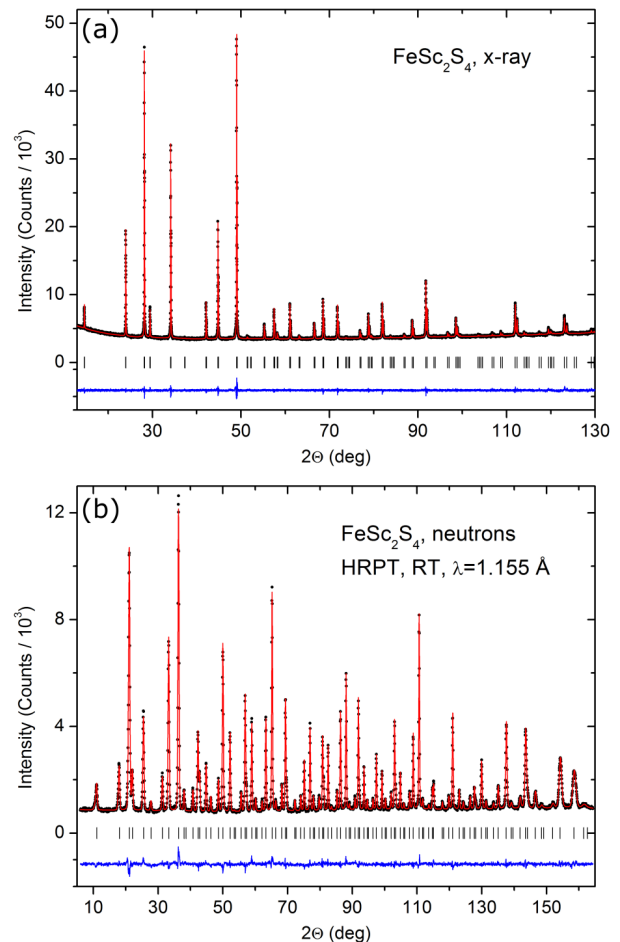 (a)
FeSc₂S₄, x-ray
50
40
30
20
10
0
Intensity (Counts / 10³)
30 50 70 90 110 130
2Θ (deg)
(b)
FeSc₂S₄, neutrons
HRPT, RT, λ=1.155 Å
12
8
4
0
Intensity (Counts / 10³)
10 30 50 70 90 110 130 150
2Θ (deg)